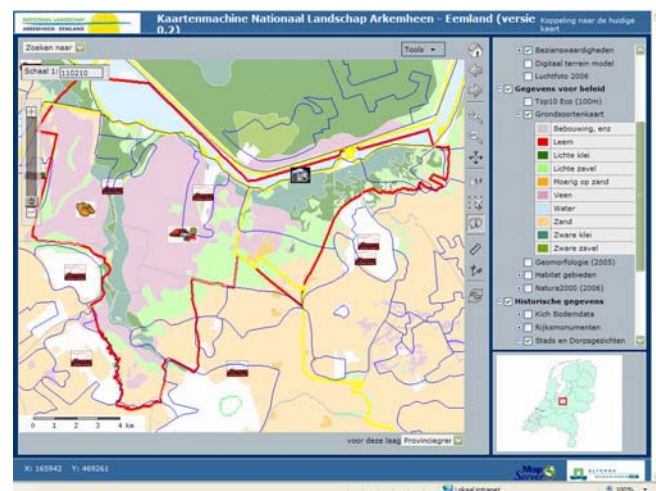 NATIONAAL LANDSCHAP
ARKEMHEEN - EEMLAND
Kaartenmachine Nationaal Landschap Arkemheen - Eemland (versie 0.2)
Koppeling naar de huidige kaart
Zoeken naar
Tools
Schaal 1: 110210
Bezienswaardigheden
Digitaal terrein model
Luchtfoto 2006
Gegevens voor beleid
Top10 Eco (100m)
Grondsoortenkaart
Bebouwing, enz
Leem
Lichte klei
Lichte zavel
Moerig op zand
Veen
Water
Zand
Zware klei
Zware zavel
Geomorfologie (2005)
Habitat gebieden
Natura2000 (2006)
Historische gegevens
Kich Bodemdata
Rijksmonumenten
Stads en Dorpsgezichten
0 1 2 3 4 km
voor deze laag Provinciegrer
X: 165942 Y: 469261
Map Server
ALTERRA
WAGENINGEN UR
Lokaal intranet
100%